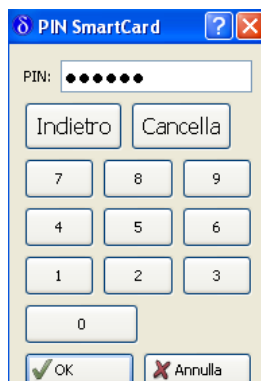 δ PIN SmartCard ?
PIN: ●●●●●●
Indietro Cancella
7 8 9
4 5 6
1 2 3
0
OK Annulla